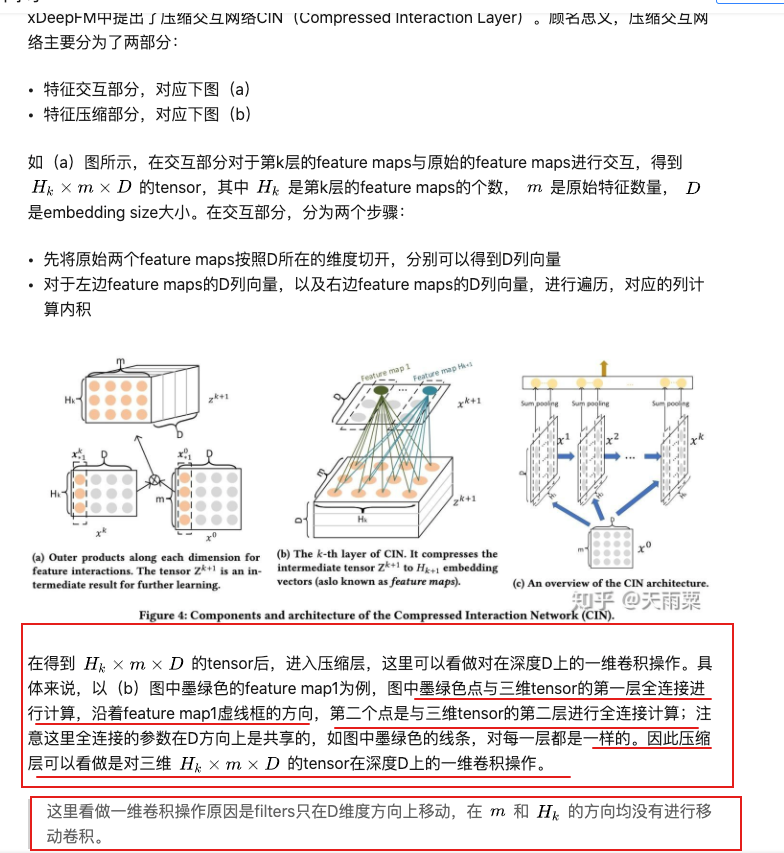 xDeepFM中提出了压缩交互网络CIN（Compressed Interaction Layer）。顾名思义，压缩交互网
络主要分为了两部分：
• 特征交互部分，对应下图（a）
• 特征压缩部分，对应下图（b）
如（a）图所示，在交互部分对于第k层的feature maps与原始的feature maps进行交互，得到
H_k × m × D 的tensor，其中 H_k 是第k层的feature maps的个数， m 是原始特征数量， D
是embedding size大小。在交互部分，分为两个步骤：
• 先将原始两个feature maps按照D所在的维度切开，分别可以得到D列向量
• 对于左边feature maps的D列向量，以及右边feature maps的D列向量，进行遍历，对应的列计
算内积
m
Hₖ
z^{k+1}
D
D
D
Hₖ
m
x^k
x^0
(a) Outer products along each dimension for
feature interactions. The tensor Z^{k+1} is an in-
termediate result for further learning.
Feature map 1
Feature map H_{k+1}
D
...
x^{k+1}
m
z^{k+1}
D
Hₖ
(b) The k-th layer of CIN. It compresses the
intermediate tensor Z^{k+1} to H_{k+1} embedding
vectors (aslo known as feature maps).
Sum pooling
Sum pooling
Sum pooling
x^1
x^2
...
x^k
D
m
x^0
(c) An overview of the CIN architecture.
知乎 @天雨粟
Figure 4: Components and architecture of the Compressed Interaction Network (CIN).
在得到 H_k × m × D 的tensor后，进入压缩层，这里可以看做对在深度D上的一维卷积操作。具
体来说，以（b）图中墨绿色的feature map1为例，图中墨绿色点与三维tensor的第一层全连接进
行计算，沿着feature map1虚线框的方向，第二个点是与三维tensor的第二层进行全连接计算；注
意这里全连接的参数在D方向上是共享的，如图中墨绿色的线条，对每一层都是一样的。因此压缩
层可以看做是对三维 H_k × m × D 的tensor在深度D上的一维卷积操作。
这里看做一维卷积操作原因是filters只在D维度方向上移动，在 m 和 H_k 的方向均没有进行移
动卷积。